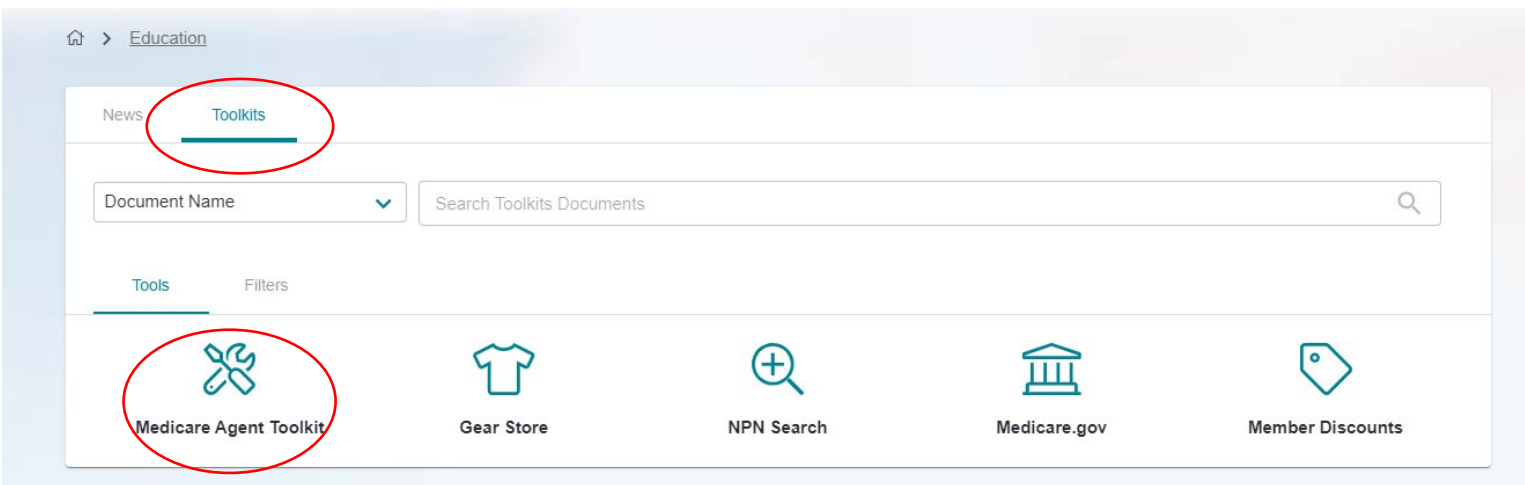 > Education
News Toolkits
Document Name Search Toolkits Documents
Tools Filters
Medicare Agent Toolkit Gear Store NPN Search Medicare.gov Member Discounts